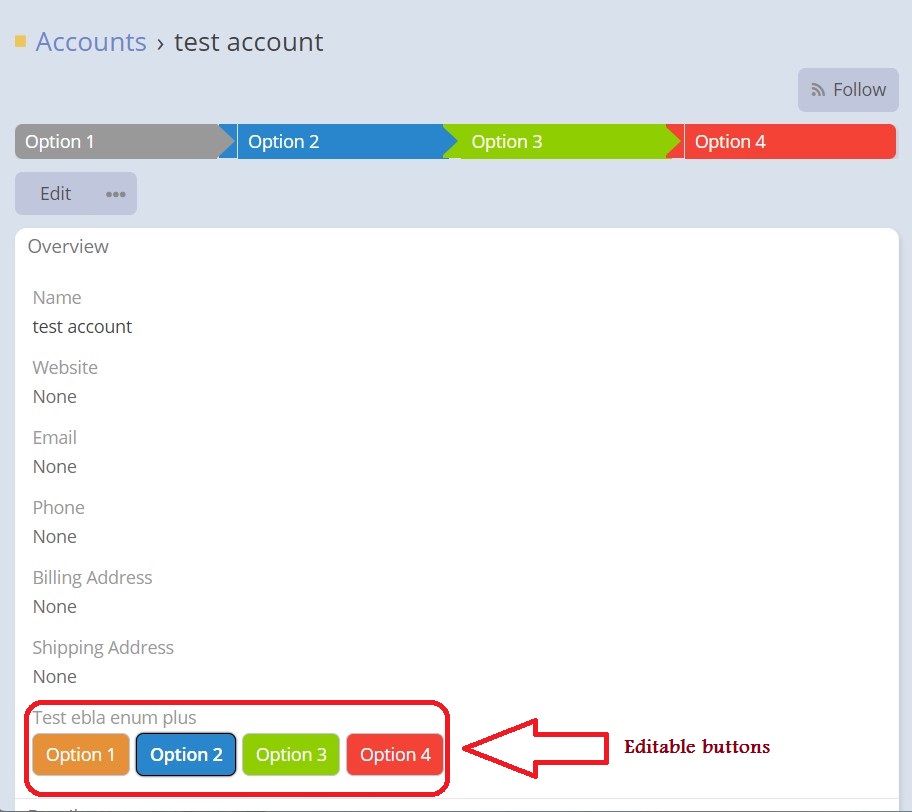 Accounts › test account
Follow
Option 1 Option 2 Option 3 Option 4
Edit •••
Overview
Name
test account
Website
None
Email
None
Phone
None
Billing Address
None
Shipping Address
None
Test ebla enum plus
Option 1 Option 2 Option 3 Option 4
Editable buttons